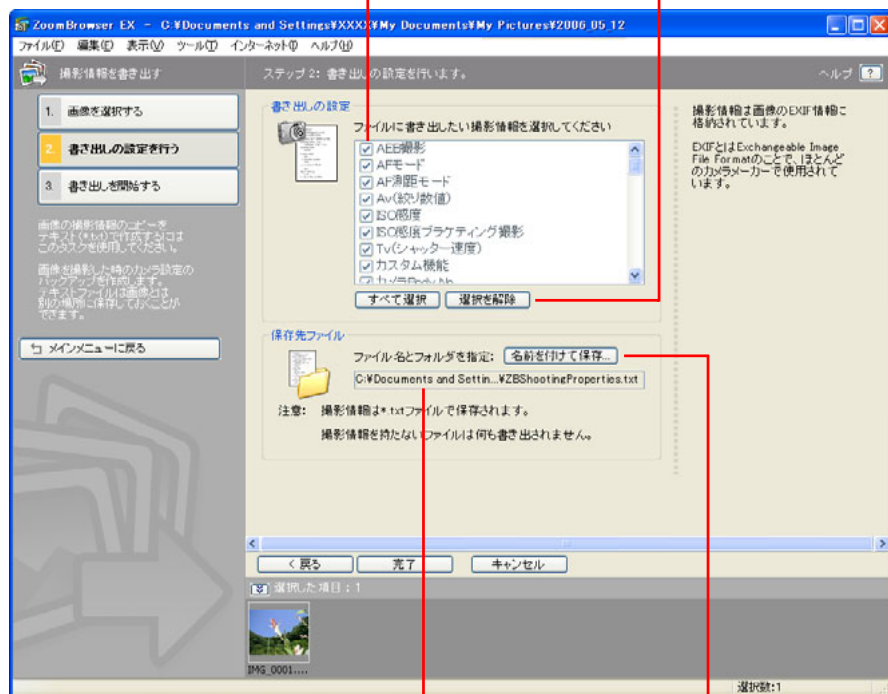 ZoomBrowser EX - C:¥Documents and Settings¥XXXX¥My Documents¥My Pictures¥2006_05_12
ファイル(F) 編集(E) 表示(V) ツール(T) インターネット(I) ヘルプ(H)
撮影情報を書き出す
ステップ 2: 書き出しの設定を行います。
ヘルプ ?
1. 画像を選択する
2. 書き出しの設定を行う
3. 書き出しを開始する
画像の撮影情報のコピーを
テキスト(*.txt)で作成するには
このタスクを使用してください。
画像を撮影した時のカメラ設定の
バックアップを作成します。
テキストファイルは画像とは
別の場所に保存しておくことが
できます。
メインメニューに戻る
書き出しの設定
ファイルに書き出したい撮影情報を選択してください
AEB撮影
AFモード
AF測距モード
Av(絞り数値)
ISO感度
ISO感度ブラケティング撮影
Tv(シャッター速度)
カスタム機能
カメラBody No.
すべて選択
選択を解除
保存先ファイル
ファイル名とフォルダを指定:
名前を付けて保存...
C:¥Documents and Settin...¥ZBShootingProperties.txt
注意: 撮影情報は*.txtファイルで保存されます。
撮影情報を持たないファイルは何も書き出されません。
撮影情報は画像のEXIF情報に
格納されています。
EXIFとはExchangeable Image
File Formatのことで、ほとんど
のカメラメーカーで使用されて
います。
< 戻る
完了
キャンセル
選択した項目 : 1
IMG_0001....
選択数:1